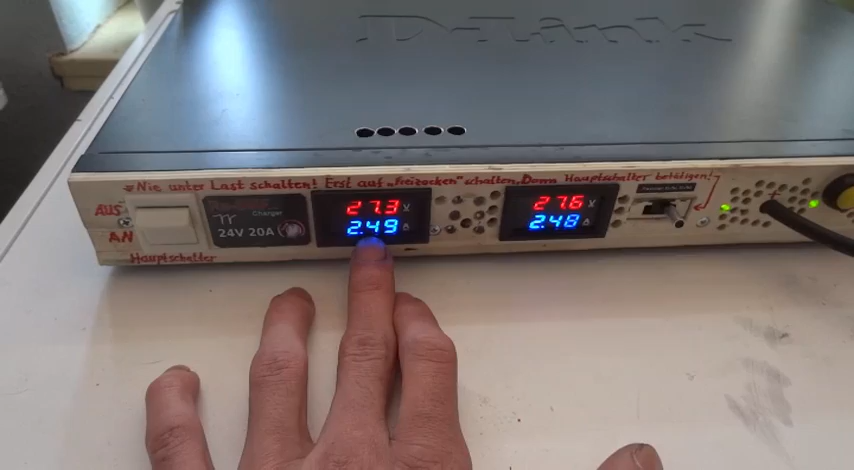 D-Link
Nie unter Last schalten! Erst auf „freizocken" schalten, Dann Hauptschalter betätigen!
AUS
AN
Hauptschalter
Charger
24V 20A
27.3 V
2.49 A
27.6 V
2.48 A